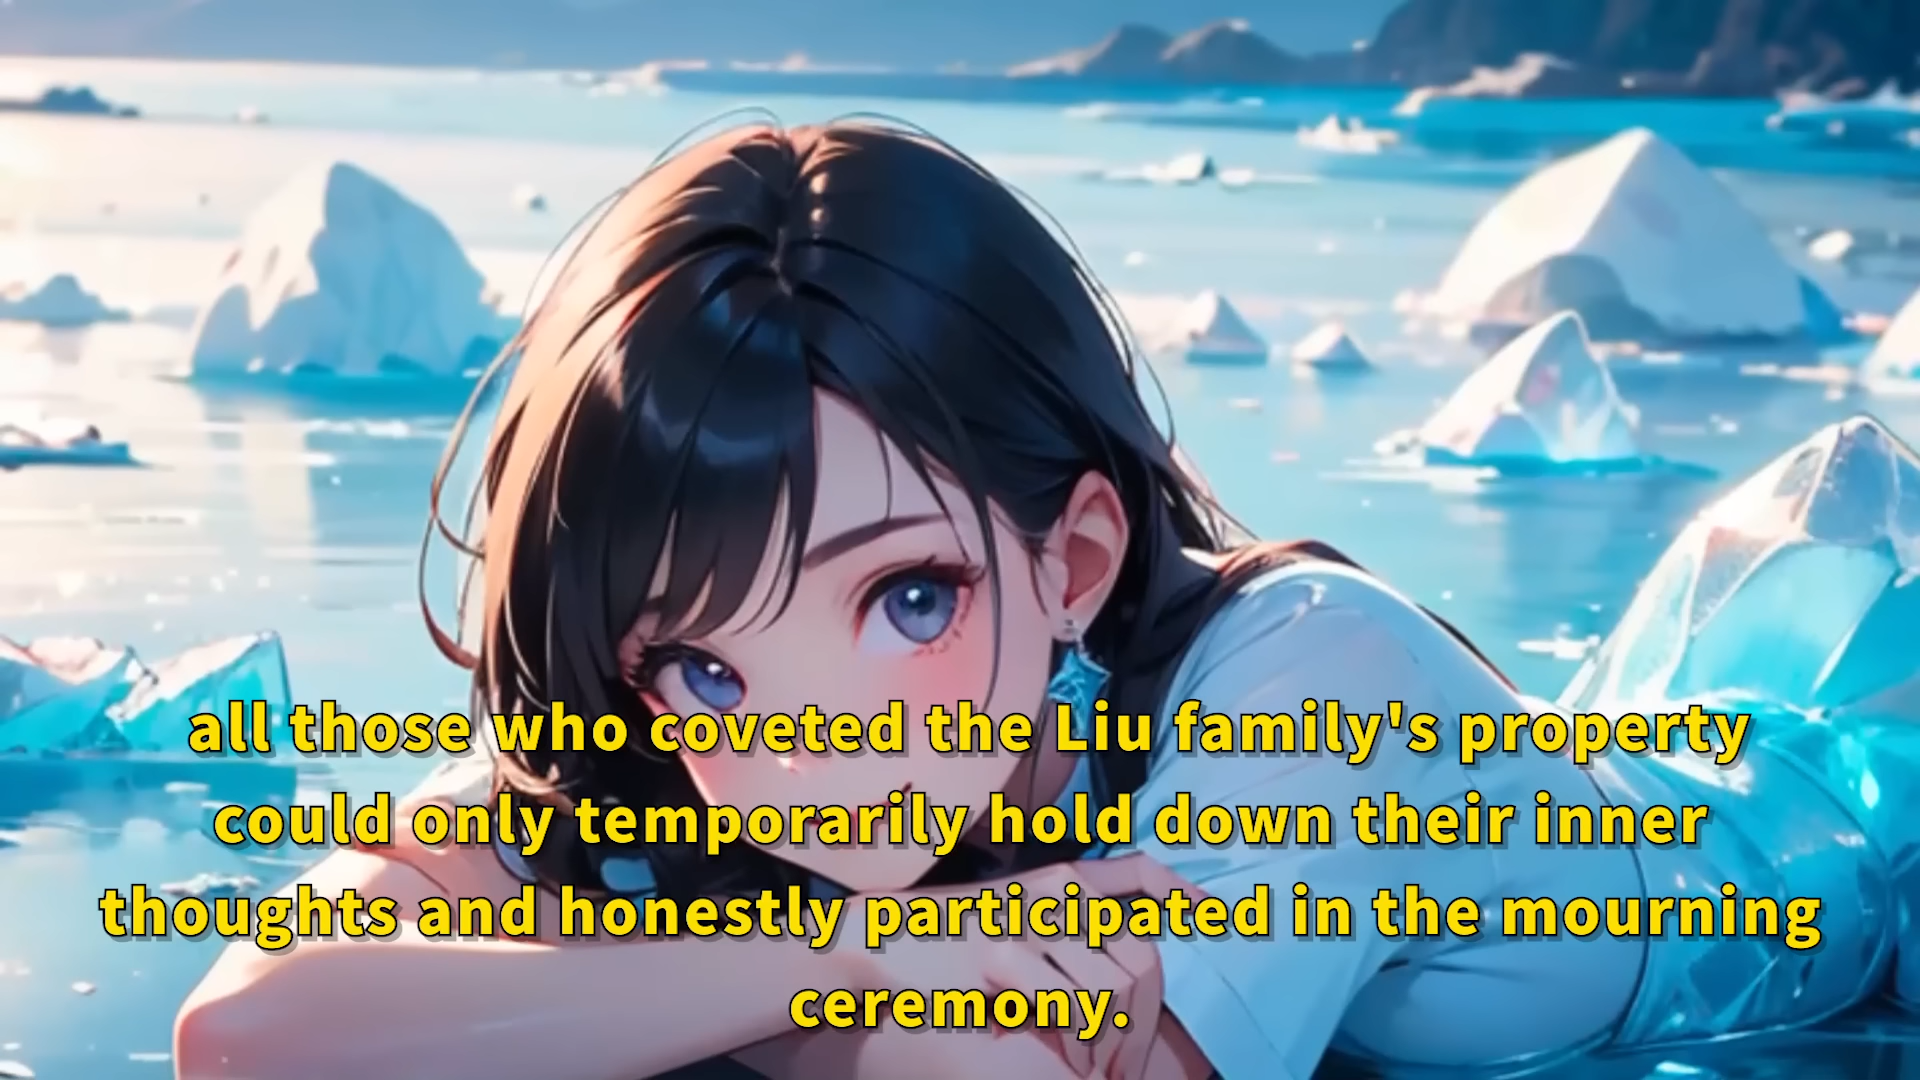 all those who coveted the Liu family's property
could only temporarily hold down their inner
thoughts and honestly participated in the mourning
ceremony.